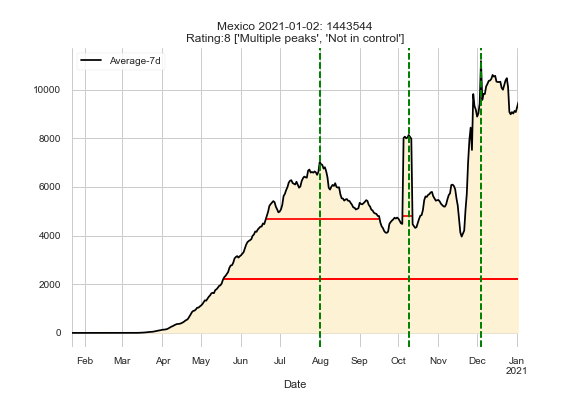 Mexico 2021-01-02: 1443544
Rating:8 ['Multiple peaks', 'Not in control']
Average-7d
10000
8000
6000
4000
2000
0
Feb Mar Apr May Jun Jul Aug Sep Oct Nov Dec Jan
2021
Date